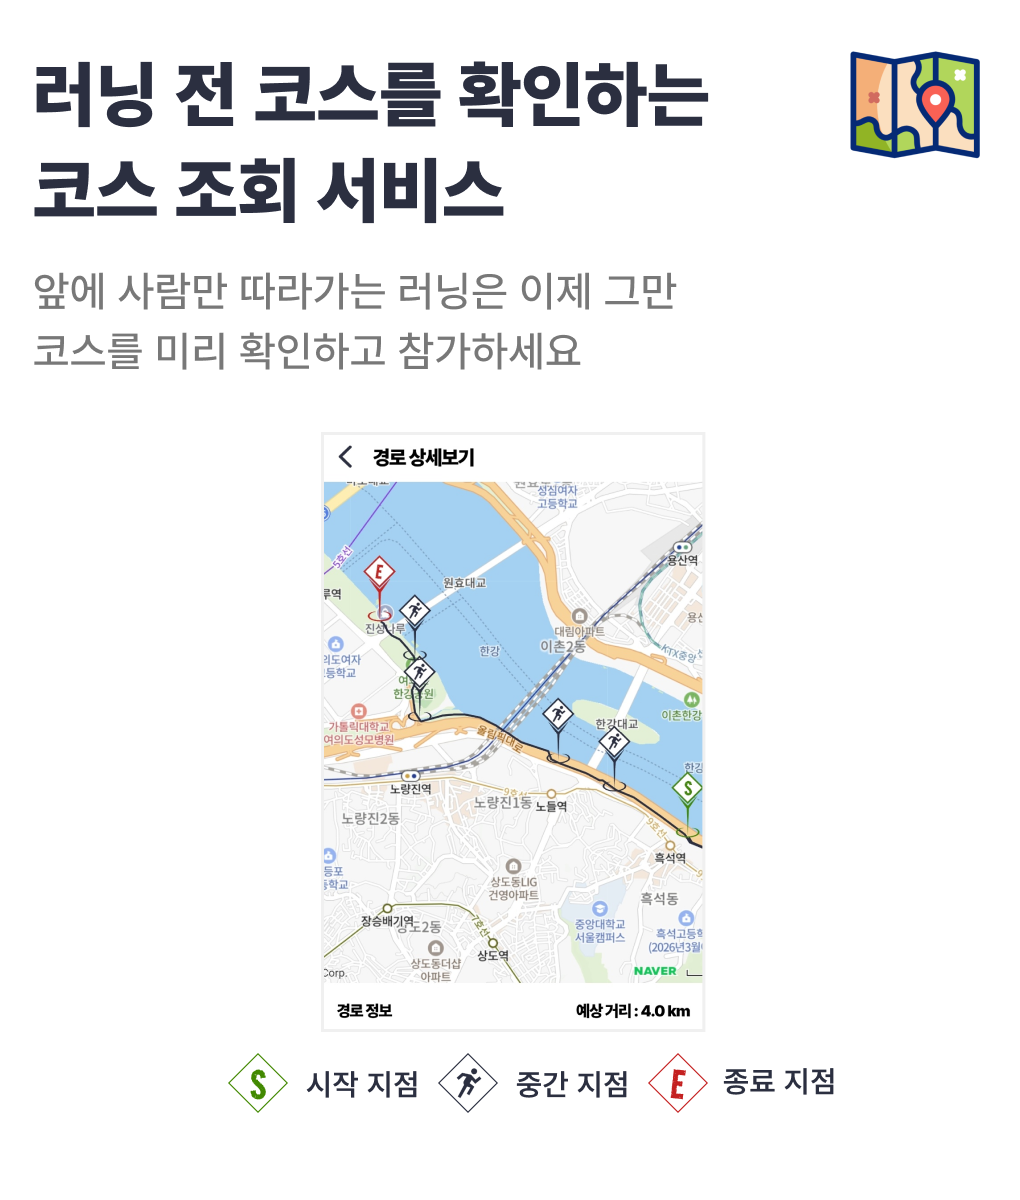 러닝 전 코스를 확인하는
코스 조회 서비스
앞에 사람만 따라가는 러닝은 이제 그만
코스를 미리 확인하고 참가하세요
경로 상세보기
성심여자
고등학교
5호선
용산역
E
원효대교
루역
진성나루
대림아파트
이촌2동
한강
KTX중앙
의도여자
등학교
한강공원
이촌한강
가톨릭대학교
여의도성모병원
한강대교
올림픽대로
한강
S
노량진역
9호선
노량진1동
노들역
노량진2동
9호선
흑석역
등포
등학교
상도동LIG
건영아파트
흑석동
장승배기역
상도2동
7호선
중앙대학교
서울캠퍼스
흑석고등학
(2026년3월
상도역
상도동더샵
아파트
Corp.
NAVER
경로 정보
예상 거리 : 4.0 km
S 시작 지점 중간 지점 E 종료 지점